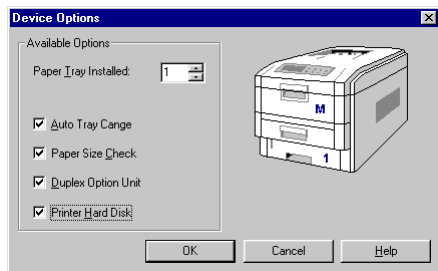 Device Options
Available Options
Paper Tray Installed: 1
Auto Tray Cange
Paper Size Check
Duplex Option Unit
Printer Hard Disk
M
1
1
OK Cancel Help